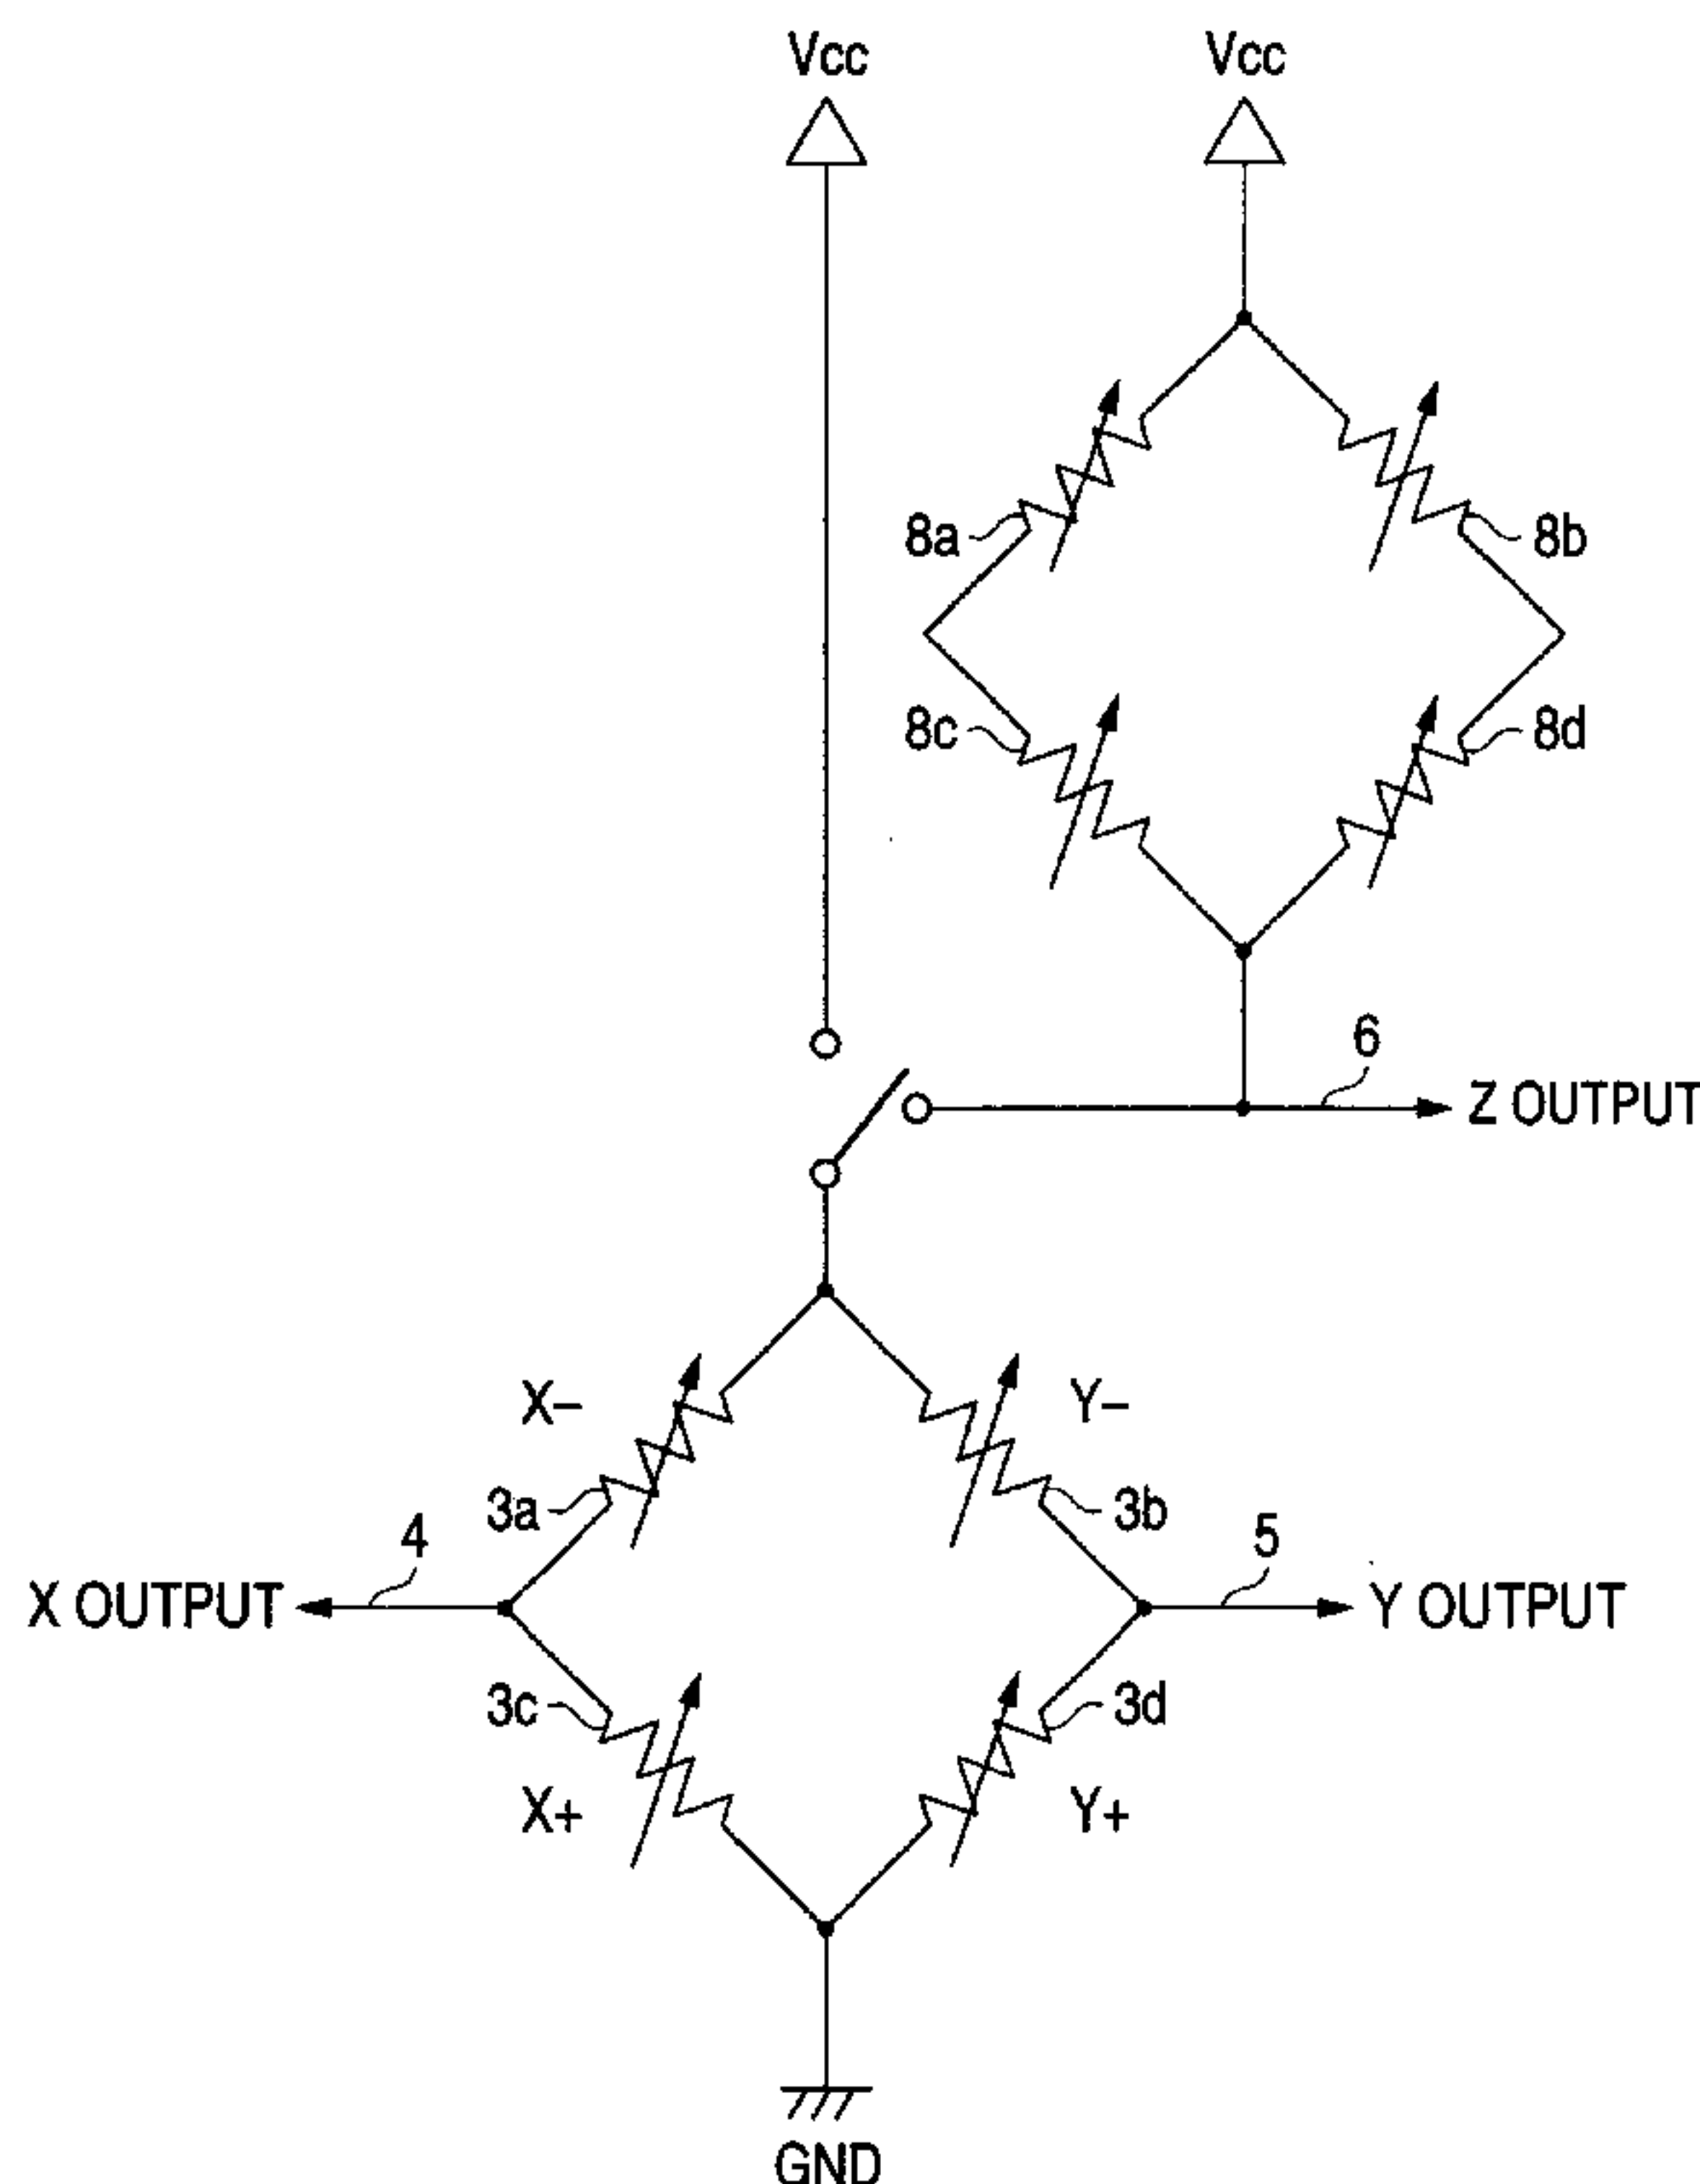 Vcc
Vcc
8a
8b
8c
8d
6
Z OUTPUT
X−
Y−
3a
3b
4
5
X OUTPUT
Y OUTPUT
3c
3d
X+
Y+
GND